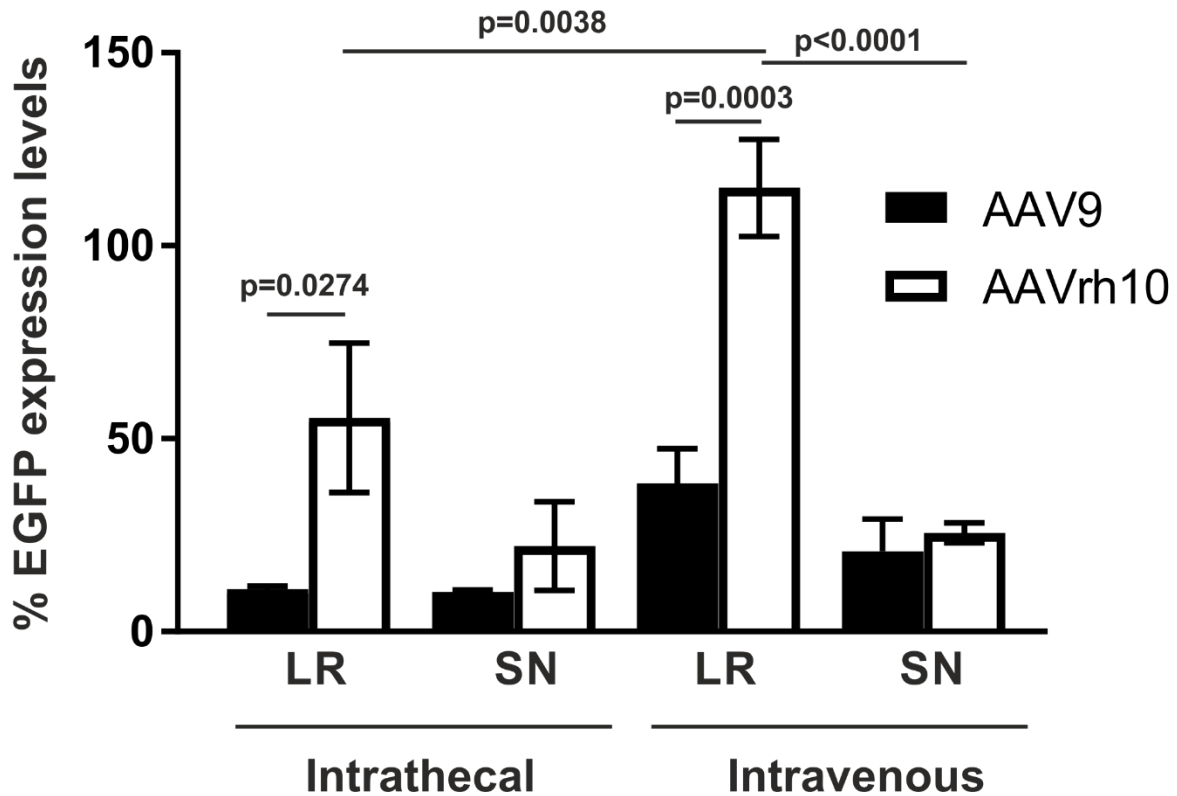 p=0.0038
p<0.0001
p=0.0003
p=0.0274
% EGFP expression levels
150
100
50
0
AAV9
AAVrh10
LR SN LR SN
Intrathecal Intravenous